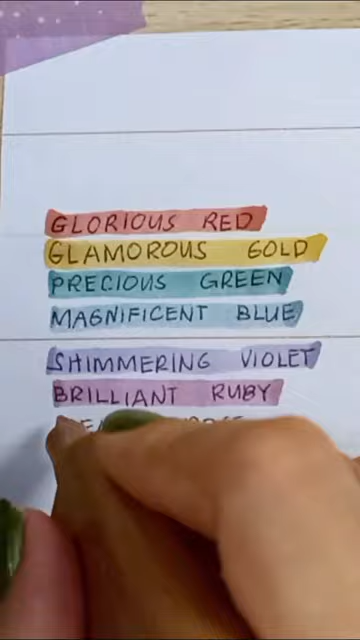 GLORIOUS RED
GLAMOROUS GOLD
PRECIOUS GREEN
MAGNIFICENT BLUE
SHIMMERING VIOLET
BRILLIANT RUBY